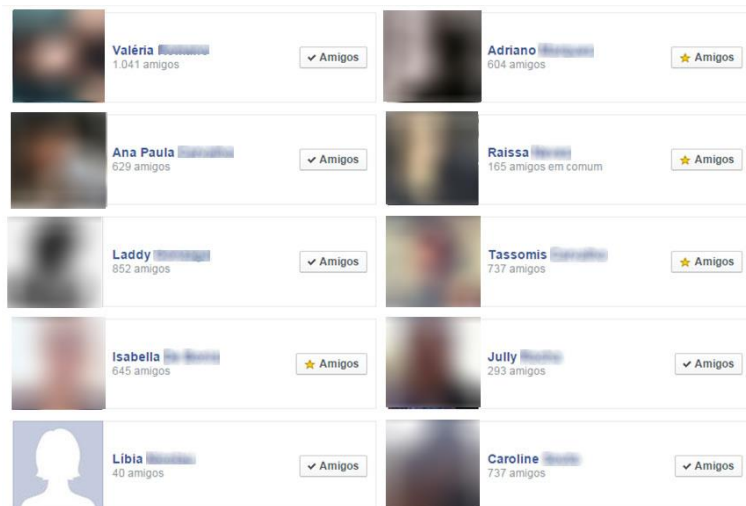 Valéria
1.041 amigos
Amigos
Adriano
604 amigos
Amigos
Ana Paula
629 amigos
Amigos
Raissa
165 amigos em comum
Amigos
Laddy
852 amigos
Amigos
Tassomis
737 amigos
Amigos
Isabella
645 amigos
Amigos
Jully
293 amigos
Amigos
Líbia
40 amigos
Amigos
Caroline
737 amigos
Amigos